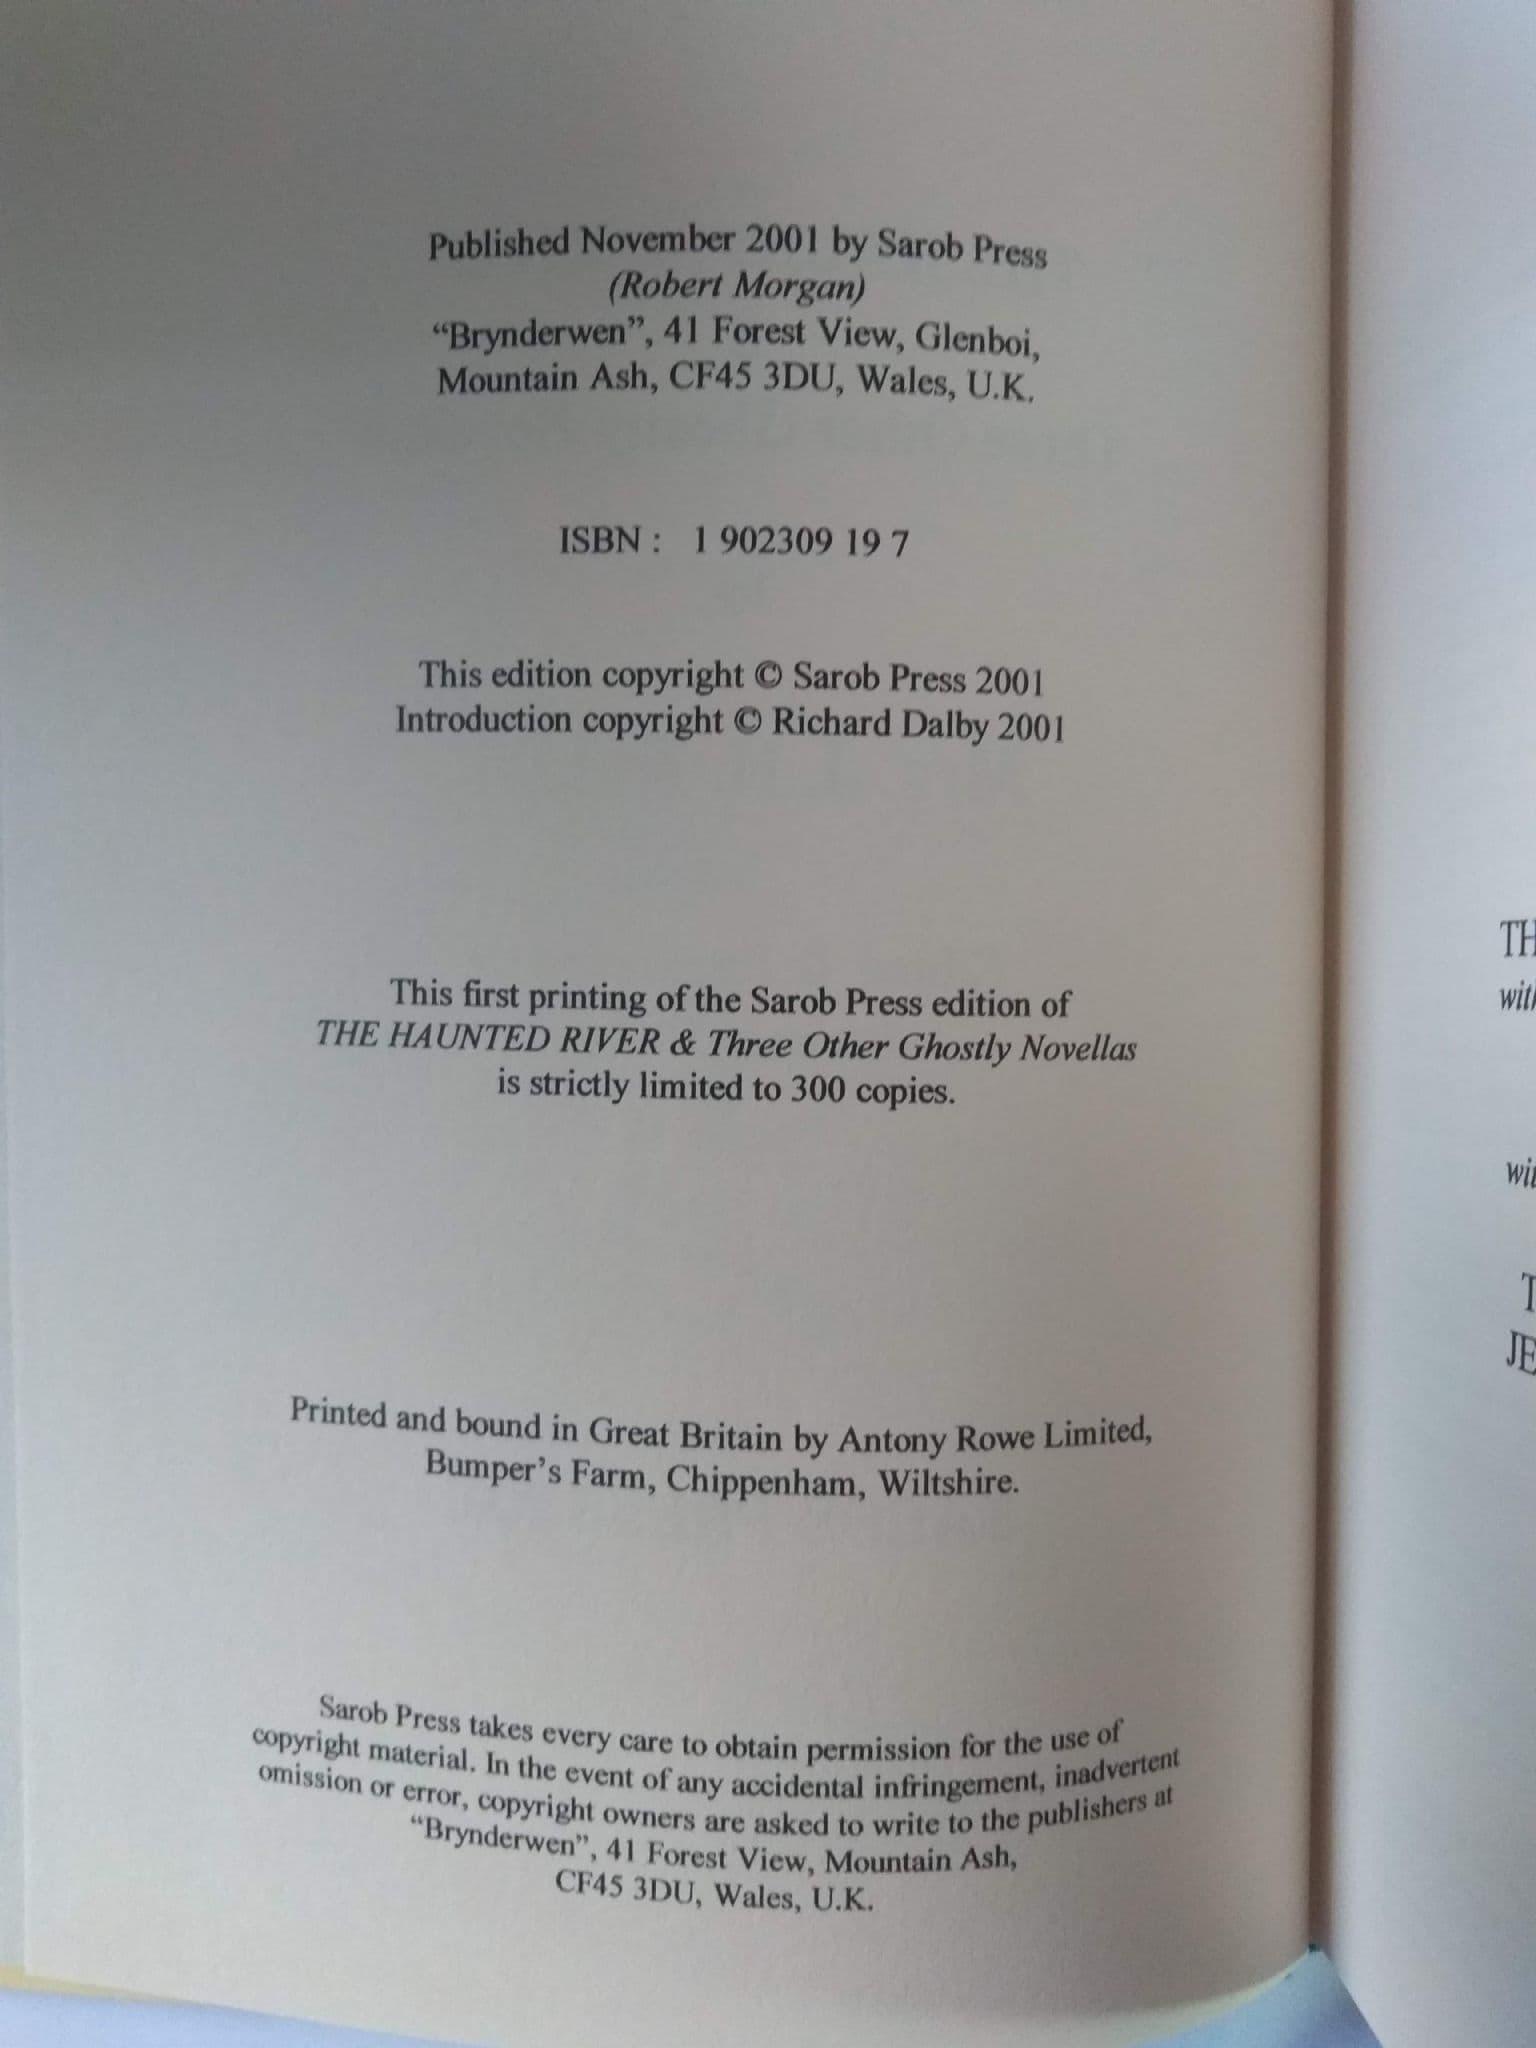 Published November 2001 by Sarob Press
(Robert Morgan)
“Brynderwen”, 41 Forest View, Glenboi,
Mountain Ash, CF45 3DU, Wales, U.K.
ISBN : 1 902309 19 7
This edition copyright © Sarob Press 2001
Introduction copyright © Richard Dalby 2001
This first printing of the Sarob Press edition of
THE HAUNTED RIVER & Three Other Ghostly Novellas
is strictly limited to 300 copies.
Printed and bound in Great Britain by Antony Rowe Limited,
Bumper’s Farm, Chippenham, Wiltshire.
Sarob Press takes every care to obtain permission for the use of
copyright material. In the event of any accidental infringement, inadvertent
omission or error, copyright owners are asked to write to the publishers at
“Brynderwen”, 41 Forest View, Mountain Ash,
CF45 3DU, Wales, U.K.